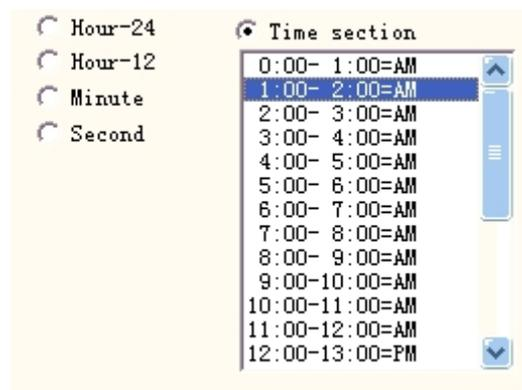 Hour-24
Hour-12
Minute
Second
Time section
0:00- 1:00=AM
1:00- 2:00=AM
2:00- 3:00=AM
3:00- 4:00=AM
4:00- 5:00=AM
5:00- 6:00=AM
6:00- 7:00=AM
7:00- 8:00=AM
8:00- 9:00=AM
9:00-10:00=AM
10:00-11:00=AM
11:00-12:00=AM
12:00-13:00=PM